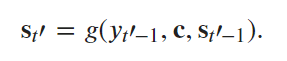 s_{t′} = g(y_{t′−1}, c, s_{t′−1}).